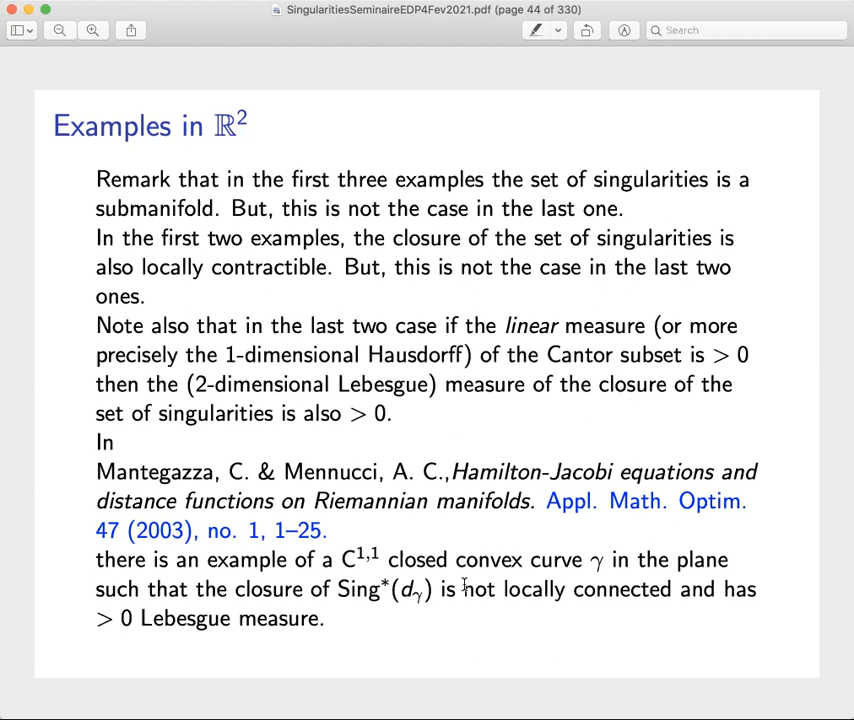 SingularitiesSeminaireEDP4Fev2021.pdf (page 44 of 330)
Search
Examples in ℝ²
Remark that in the first three examples the set of singularities is a
submanifold. But, this is not the case in the last one.
In the first two examples, the closure of the set of singularities is
also locally contractible. But, this is not the case in the last two
ones.
Note also that in the last two case if the linear measure (or more
precisely the 1-dimensional Hausdorff) of the Cantor subset is > 0
then the (2-dimensional Lebesgue) measure of the closure of the
set of singularities is also > 0.
In
Mantegazza, C. & Mennucci, A. C.,Hamilton-Jacobi equations and
distance functions on Riemannian manifolds. Appl. Math. Optim.
47 (2003), no. 1, 1–25.
there is an example of a C¹,¹ closed convex curve γ in the plane
such that the closure of Sing*(dᵧ) is not locally connected and has
> 0 Lebesgue measure.